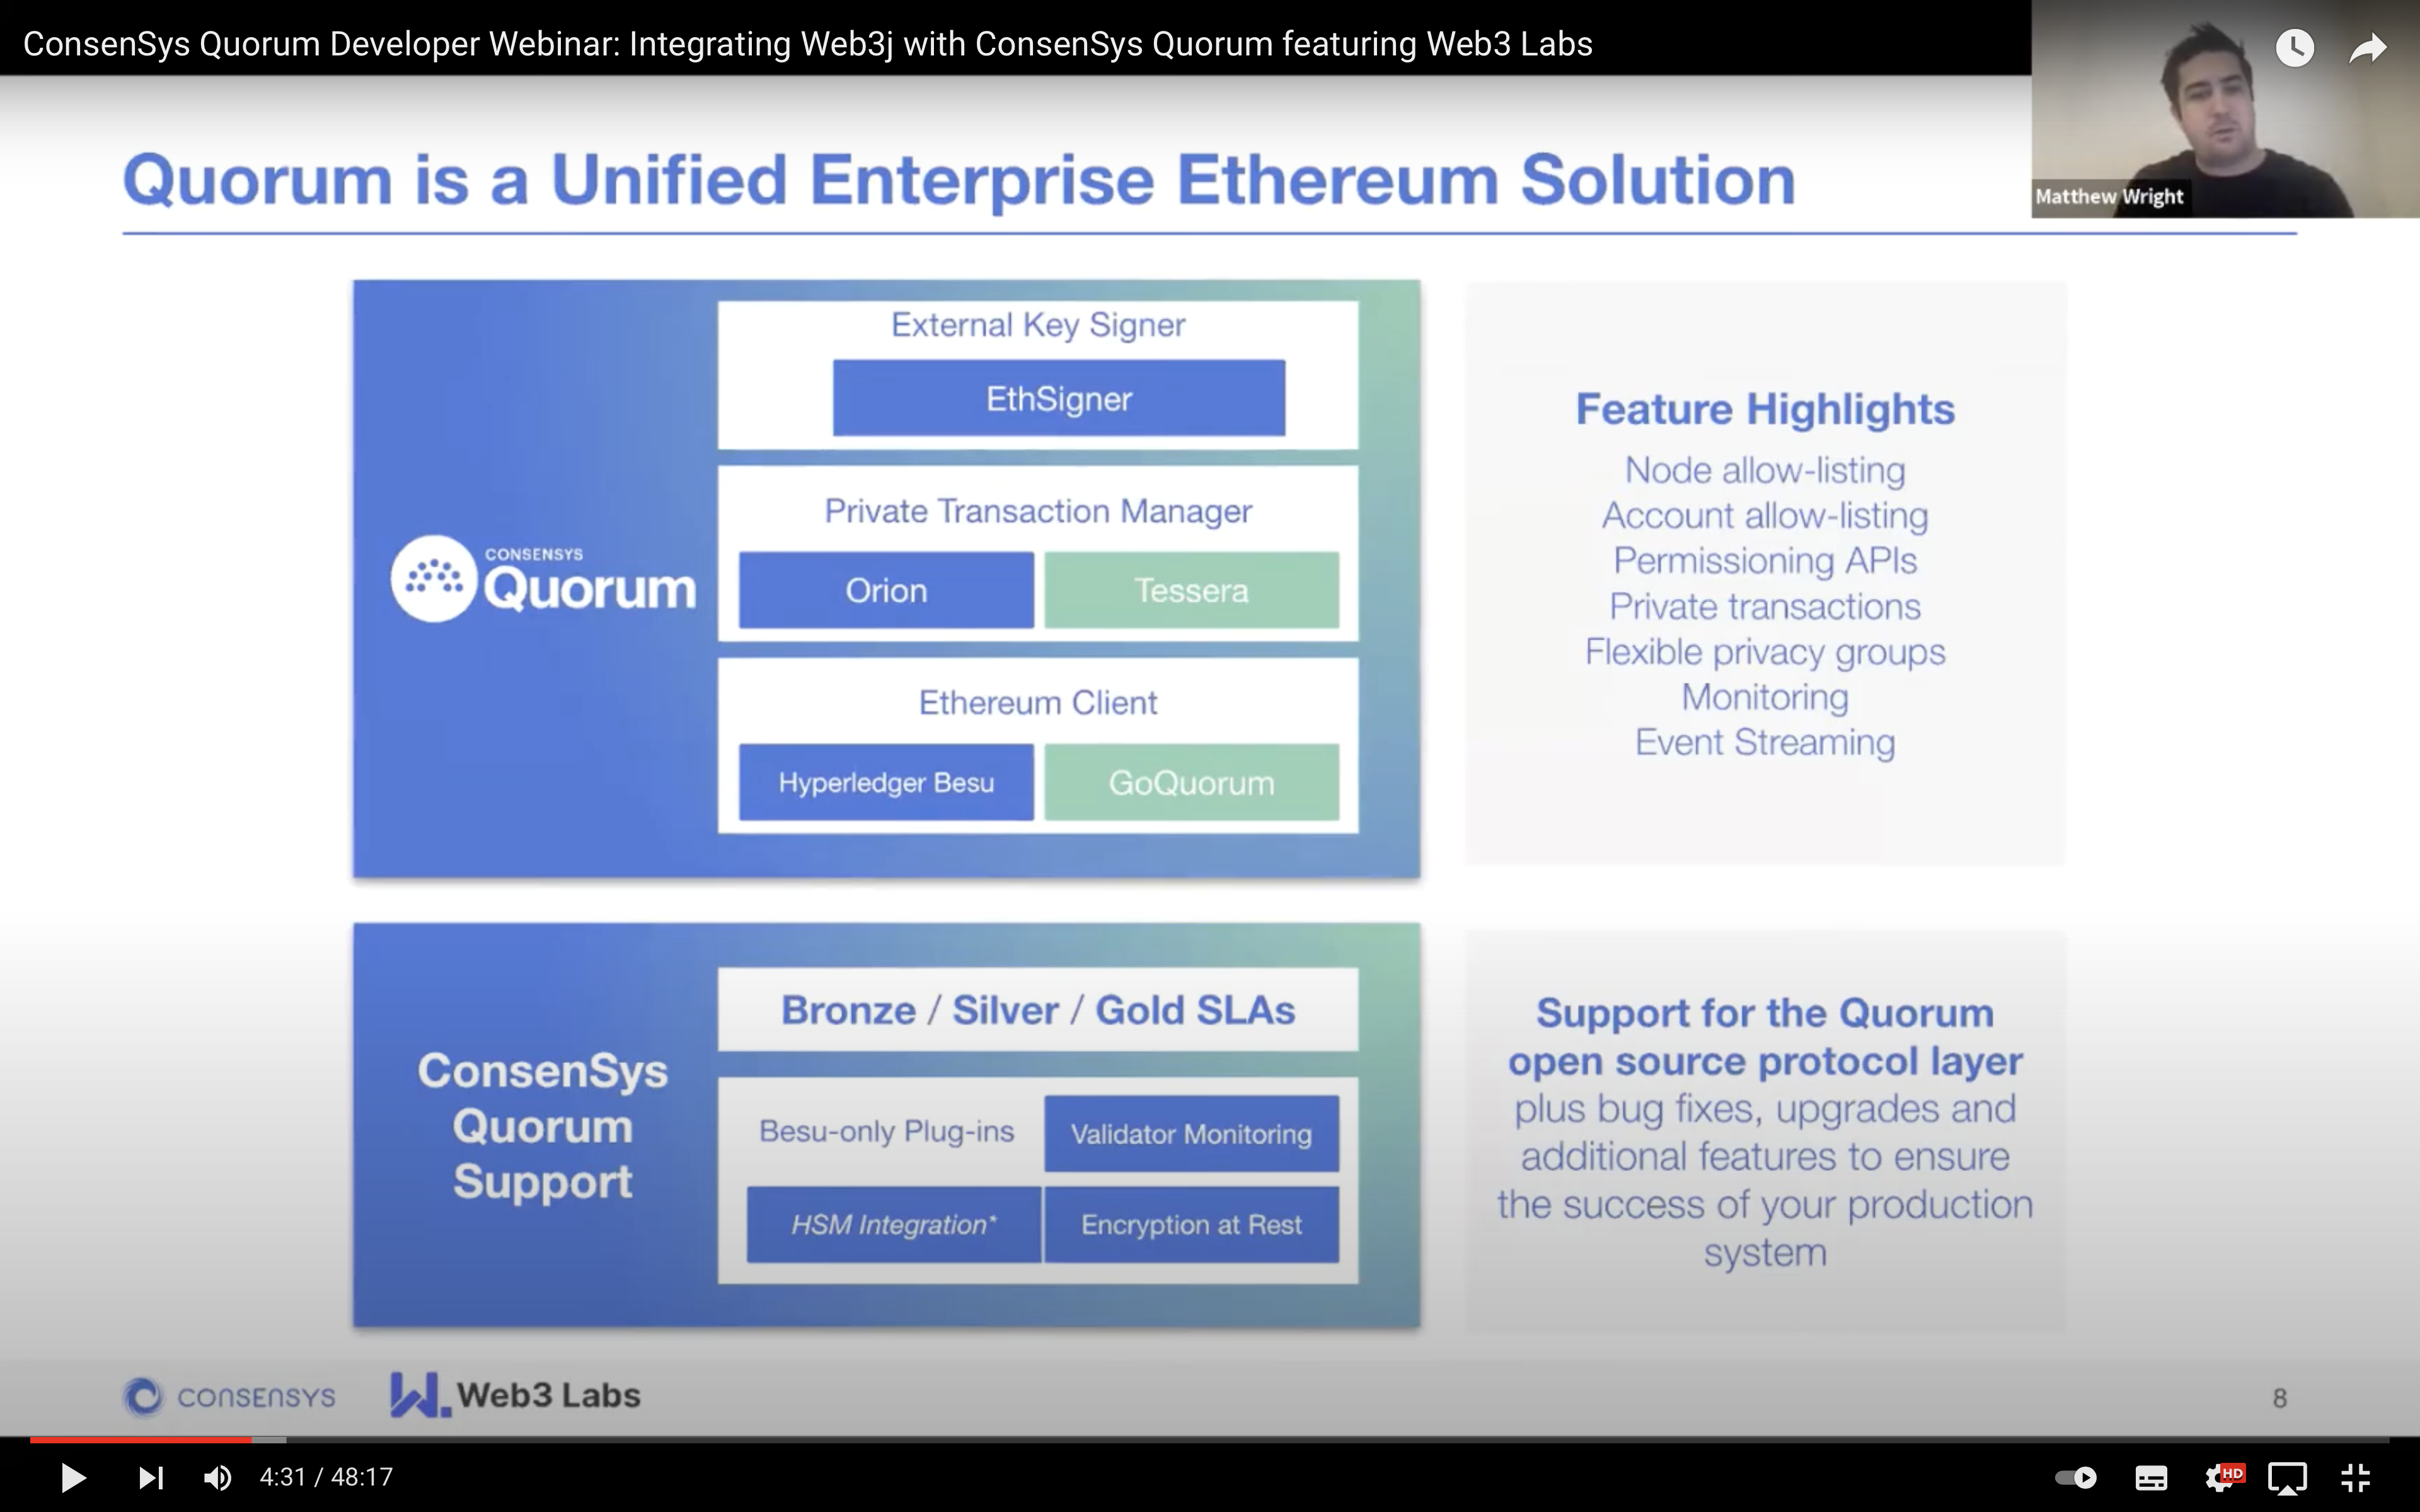 ConsenSys Quorum Developer Webinar: Integrating Web3j with ConsenSys Quorum featuring Web3 Labs
Matthew Wright
Quorum is a Unified Enterprise Ethereum Solution
CONSENSYS
Quorum
External Key Signer
EthSigner
Private Transaction Manager
Orion
Tessera
Ethereum Client
Hyperledger Besu
GoQuorum
Feature Highlights
Node allow-listing
Account allow-listing
Permissioning APIs
Private transactions
Flexible privacy groups
Monitoring
Event Streaming
ConsenSys
Quorum
Support
Bronze / Silver / Gold SLAs
Besu-only Plug-ins
Validator Monitoring
HSM Integration*
Encryption at Rest
Support for the Quorum
open source protocol layer
plus bug fixes, upgrades and
additional features to ensure
the success of your production
system
CONSENSYS
Web3 Labs
8
4:31 / 48:17
HD